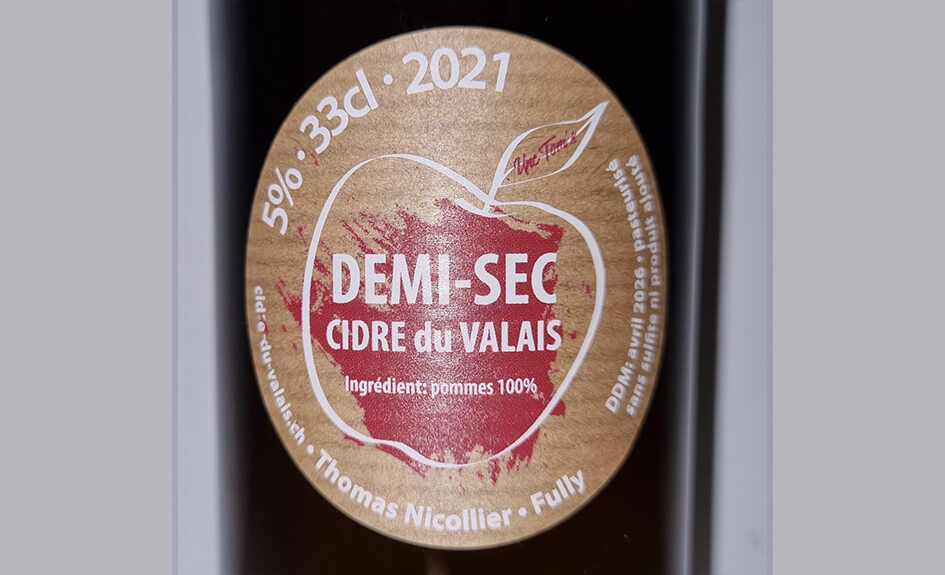 5% · 33cl · 2021
DEMI-SEC
CIDRE du VALAIS
Ingrédient: pommes 100%
DDM: avril 2026 · pasteurisé
sans sulfite ni produit ajouté
cidre-du-valais.ch · Thomas Nicollier · Fully